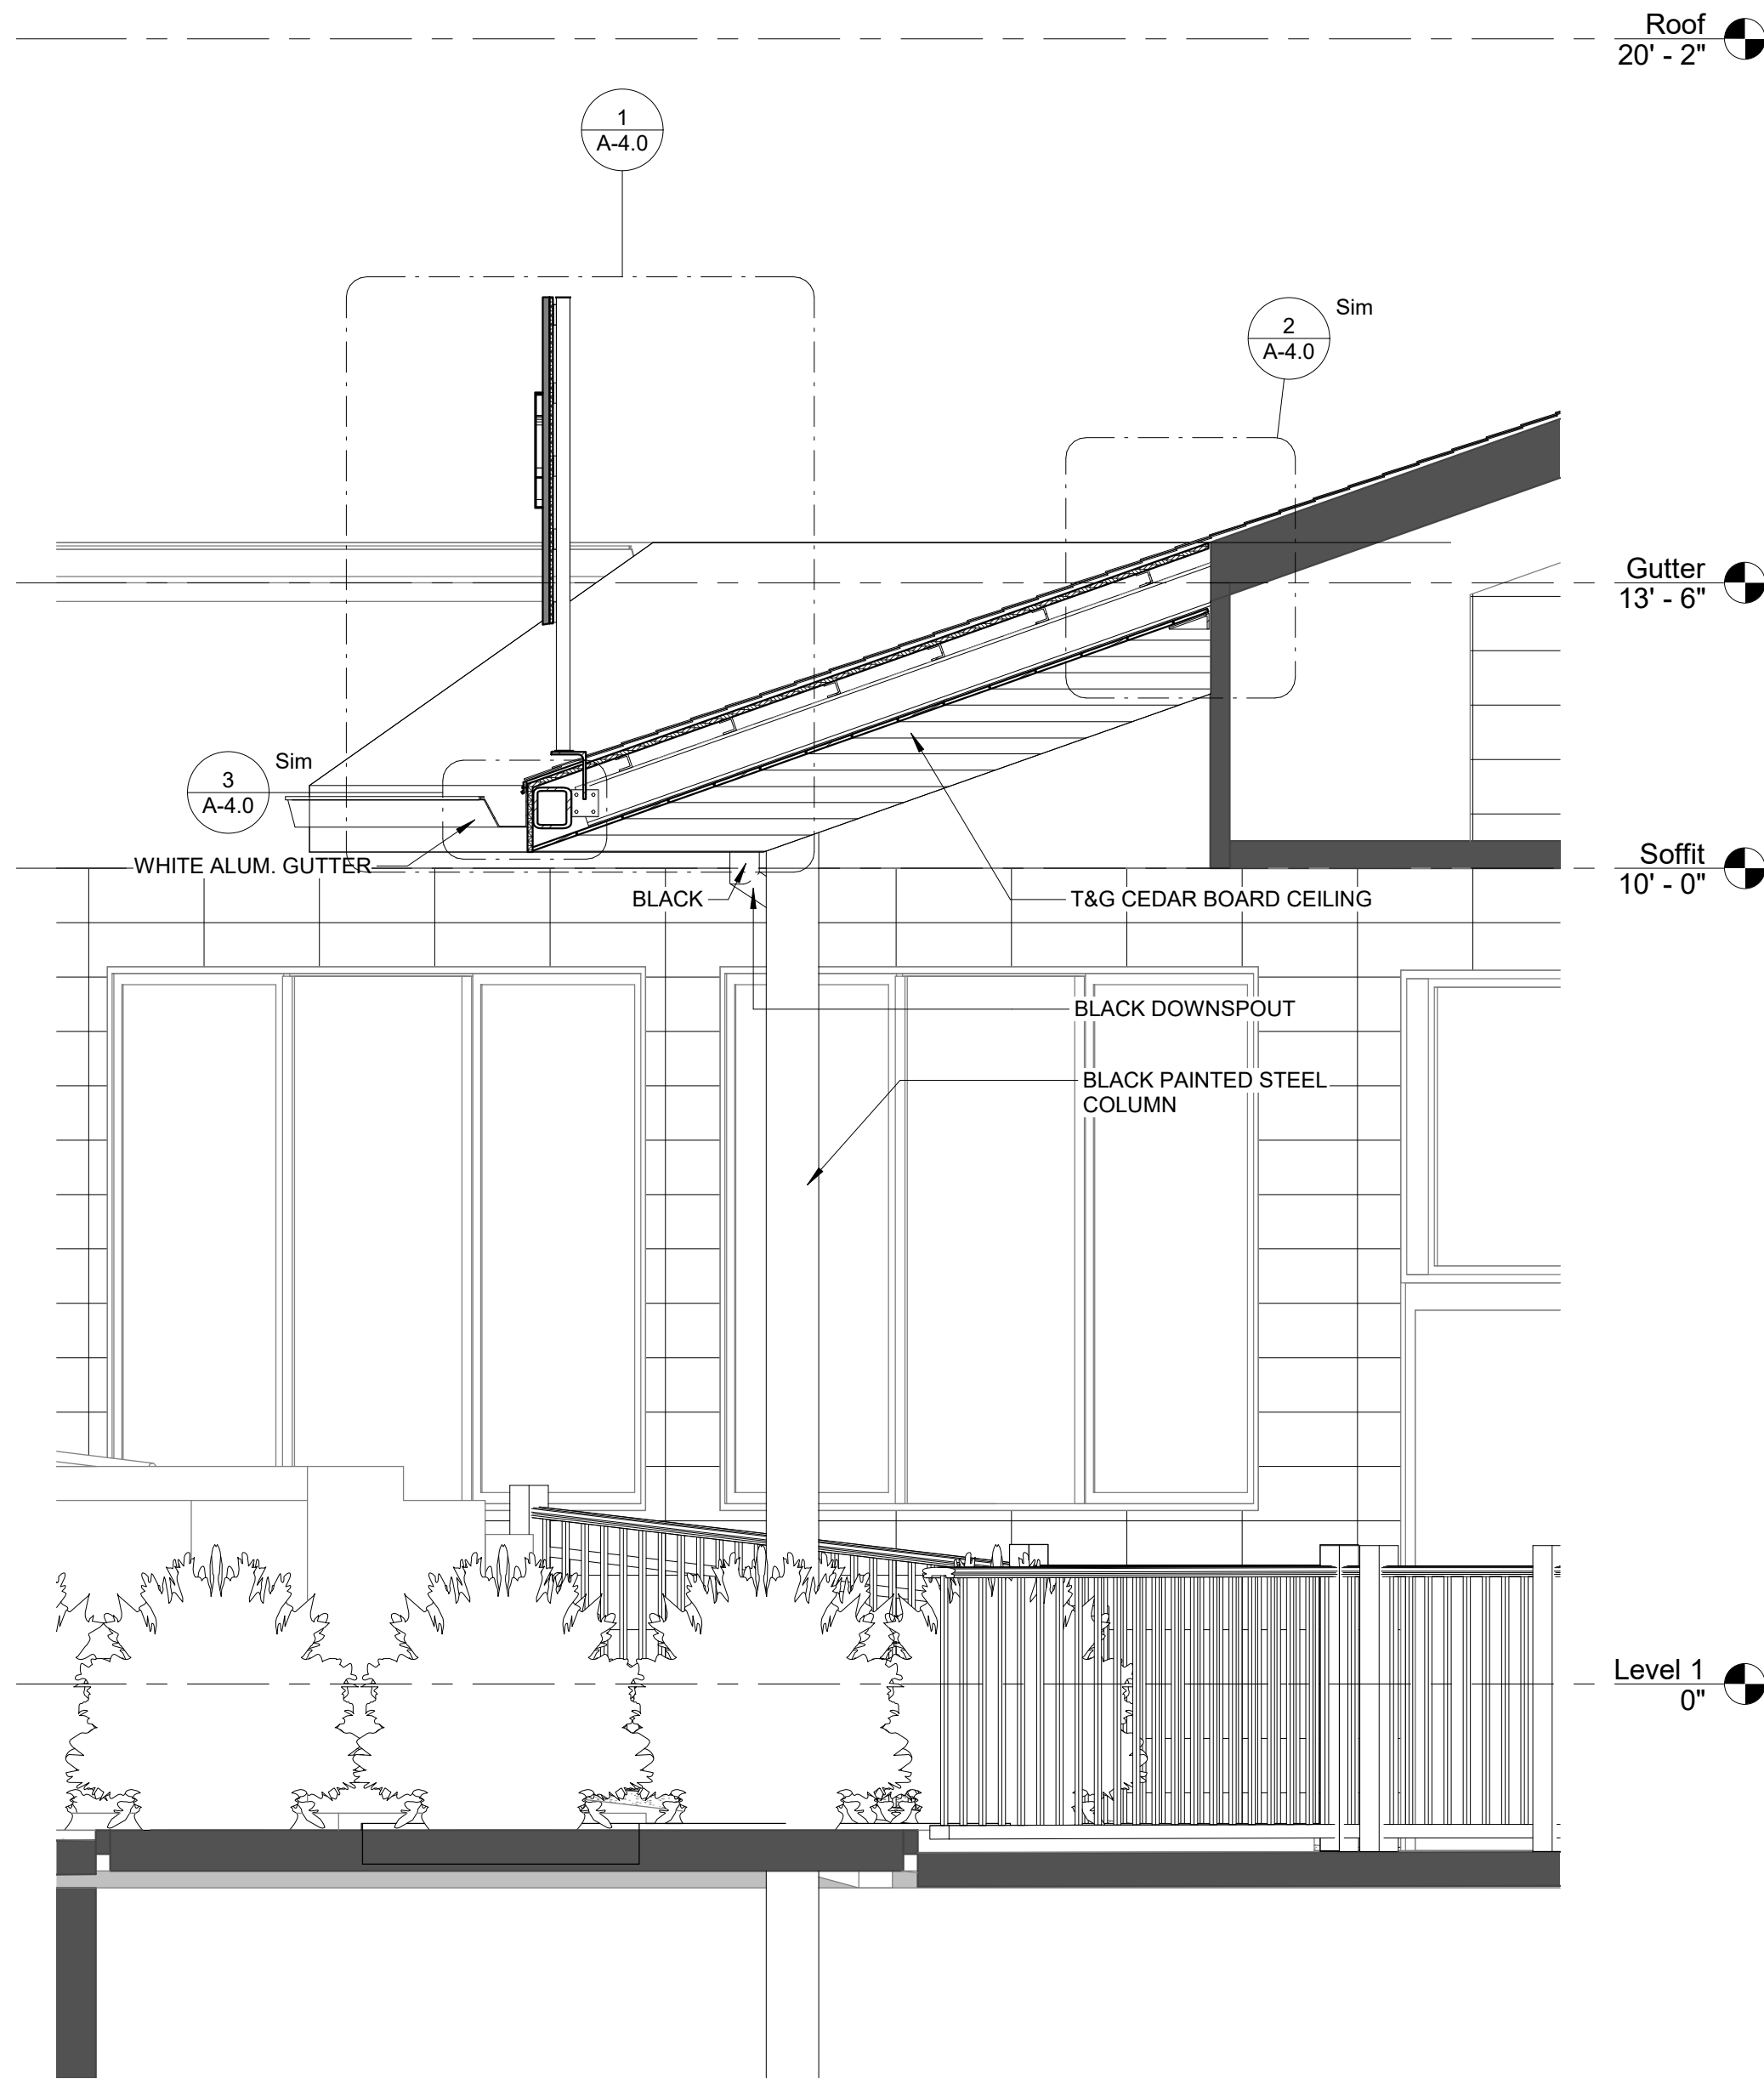 Roof
20' - 2"
1
A-4.0
Sim
2
A-4.0
Gutter
13' - 6"
Sim
3
A-4.0
WHITE ALUM. GUTTER
Soffit
10' - 0"
BLACK
T&G CEDAR BOARD CEILING
BLACK DOWNSPOUT
BLACK PAINTED STEEL
COLUMN
Level 1
0"